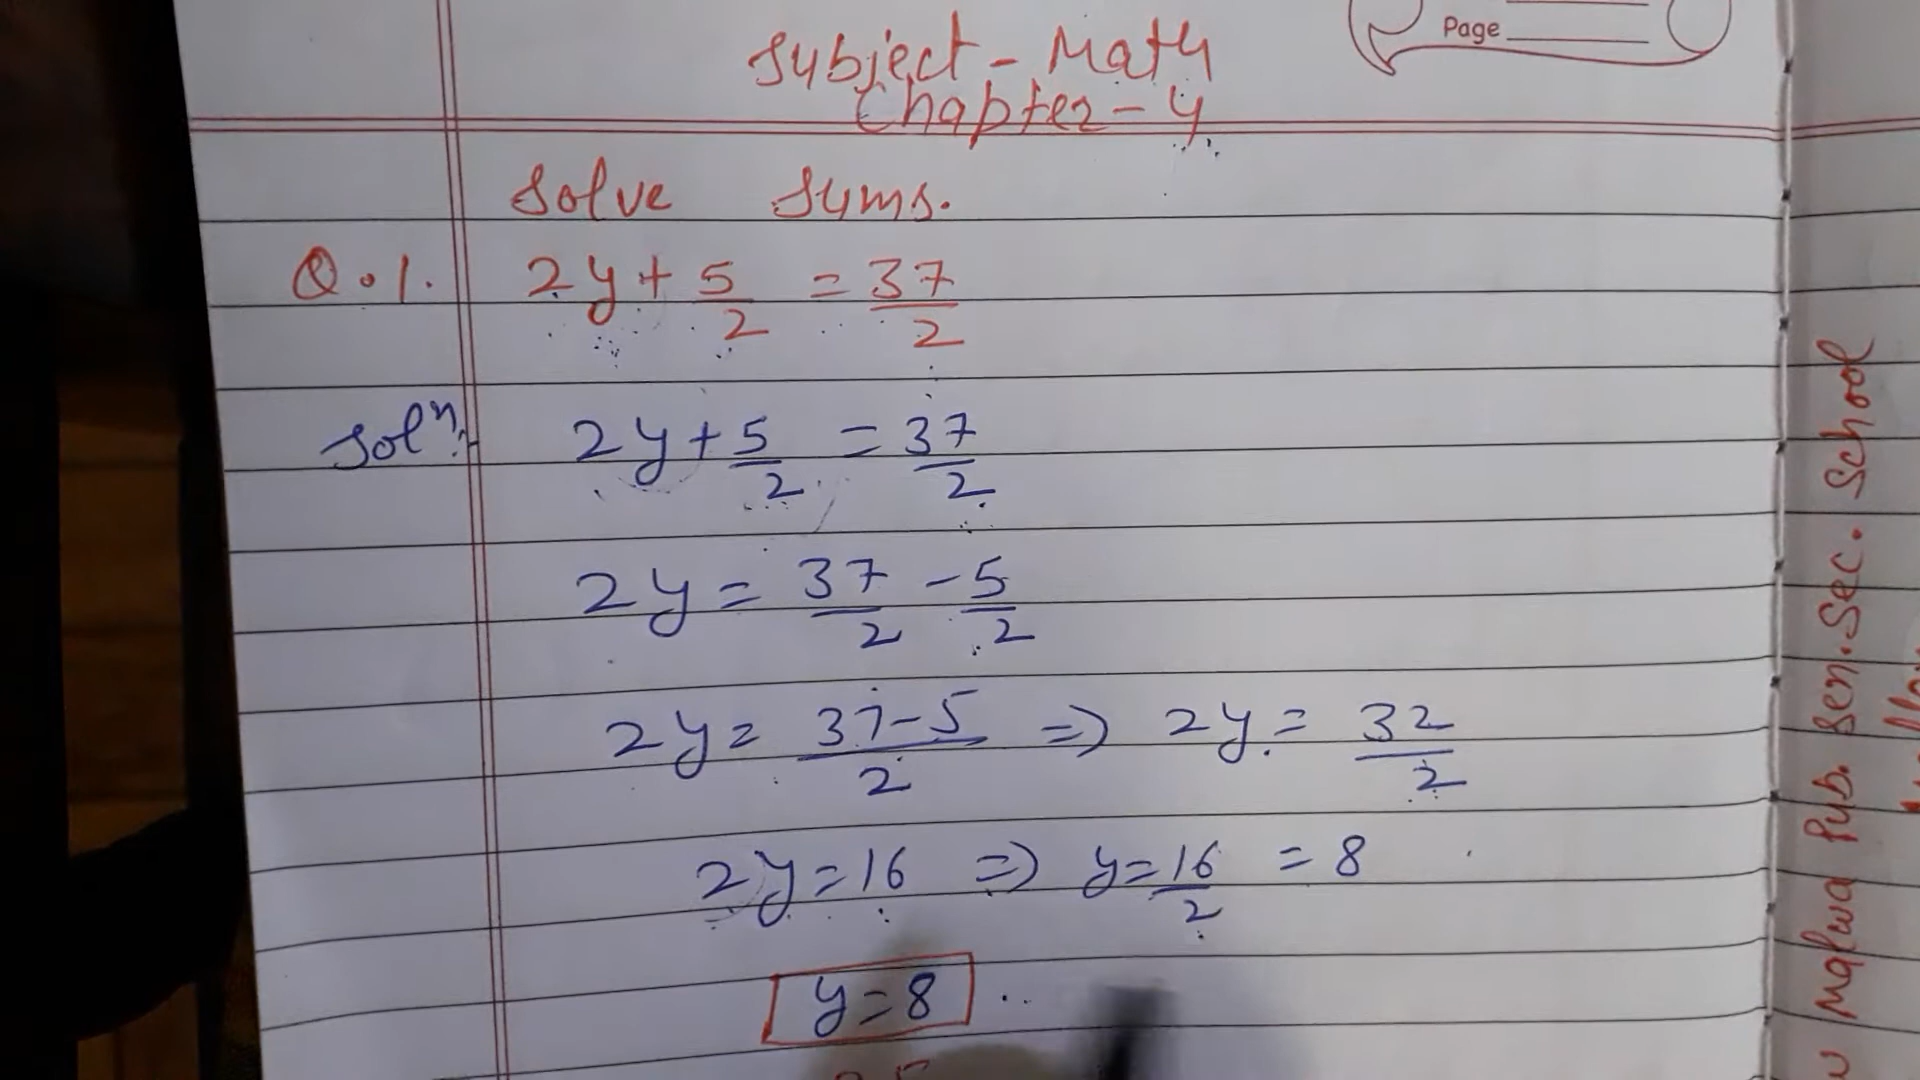 Page
Subject - Math
Chapter - 4
Solve Sums.
Q.1. 2y + 5/2 = 37/2
Solⁿ:- 2y + 5/2 = 37/2
2y = 37/2 - 5/2
2y = 37-5/2 => 2y = 32/2
2y = 16 => y = 16/2 = 8
y = 8
Malwa Pub. Sen. Sec. School